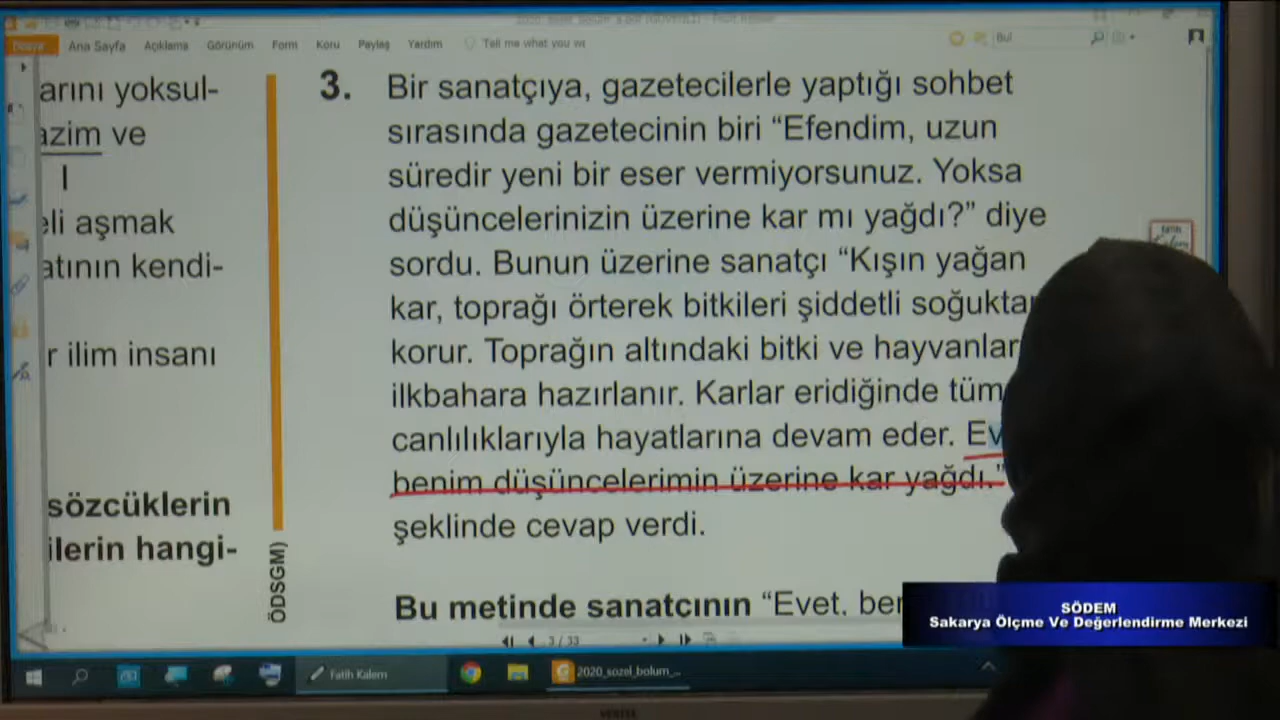 Dosya Ana Sayfa Açıklama Görünüm Form Koru Paylaş Yardım Tell me what you w Bul
arını yoksul-
azim ve
I
eli aşmak
atının kendi-
r ilim insanı
sözcüklerin
ilerin hangi-
ÖDSGM)
3. Bir sanatçıya, gazetecilerle yaptığı sohbet
sırasında gazetecinin biri “Efendim, uzun
süredir yeni bir eser vermiyorsunuz. Yoksa
düşüncelerinizin üzerine kar mı yağdı?” diye
sordu. Bunun üzerine sanatçı “Kışın yağan
kar, toprağı örterek bitkileri şiddetli soğukta
korur. Toprağın altındaki bitki ve hayvanlar
ilkbahara hazırlanır. Karlar eridiğinde tüm
canlılıklarıyla hayatlarına devam eder. Ev
benim düşüncelerimin üzerine kar yağdı.”
şeklinde cevap verdi.
Bu metinde sanatçının “Evet, ber
3 / 33
Fatih Kalem 2020_sozel_bolum_...
SÖDEM
Sakarya Ölçme Ve Değerlendirme Merkezi